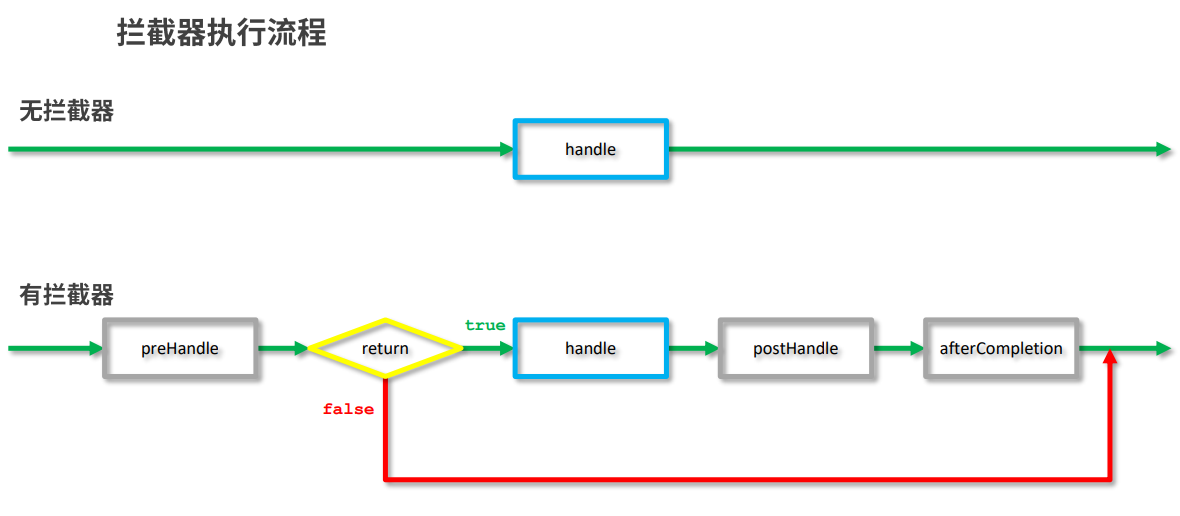 拦截器执行流程
无拦截器
handle
有拦截器
preHandle
return
true
handle
postHandle
afterCompletion
false